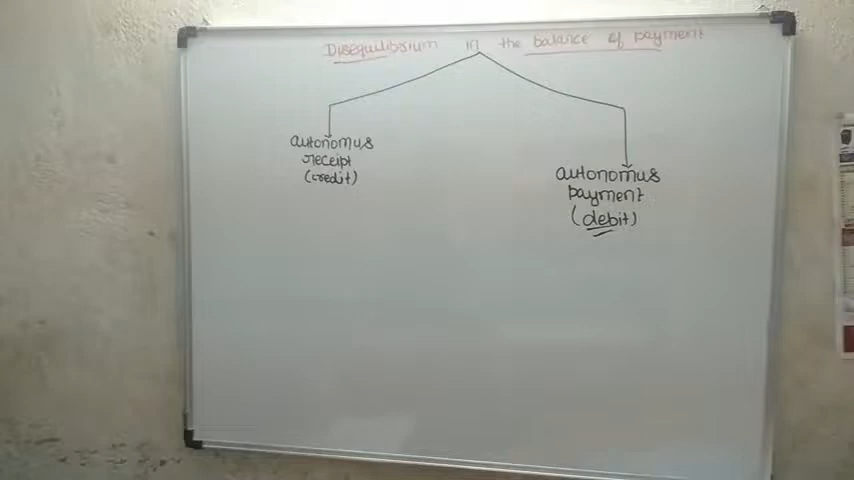 Disequilibrium in the balance of payment
autonomus
receipt
(credit)
autonomus
payment
(debit)